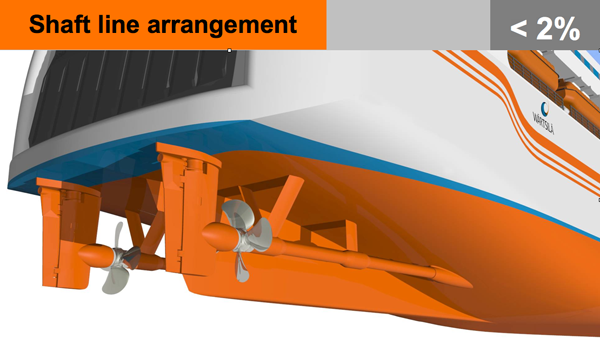 Shaft line arrangement
< 2%
WÄRTSILÄ